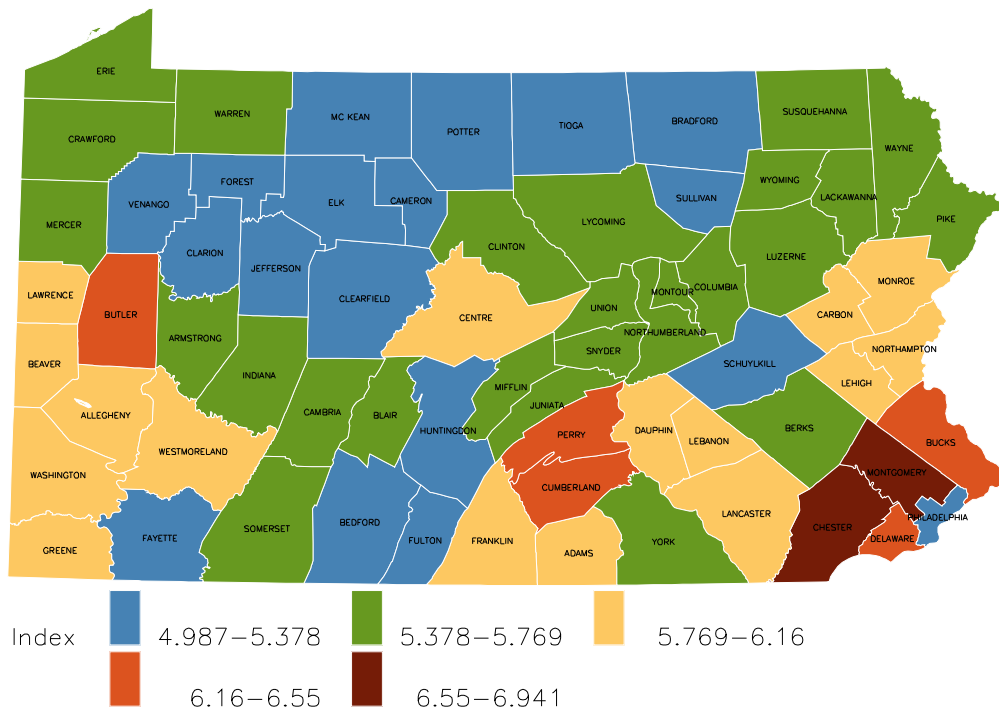 ERIE
WARREN
MC KEAN
POTTER
TIOGA
BRADFORD
SUSQUEHANNA
CRAWFORD
WAYNE
FOREST
VENANGO
ELK
CAMERON
SULLIVAN
WYOMING
LACKAWANNA
MERCER
LYCOMING
PIKE
CLARION
CLINTON
LUZERNE
JEFFERSON
MONROE
LAWRENCE
CLEARFIELD
UNION
MONTOUR
COLUMBIA
BUTLER
CENTRE
CARBON
ARMSTRONG
NORTHUMBERLAND
SNYDER
NORTHAMPTON
BEAVER
SCHUYLKILL
INDIANA
MIFFLIN
LEHIGH
ALLEGHENY
CAMBRIA
BLAIR
JUNIATA
HUNTINGDON
PERRY
DAUPHIN
BERKS
LEBANON
BUCKS
WESTMORELAND
WASHINGTON
MONTGOMERY
CUMBERLAND
LANCASTER
PHILADELPHIA
SOMERSET
BEDFORD
CHESTER
FAYETTE
FULTON
FRANKLIN
YORK
DELAWARE
GREENE
ADAMS
Index 4.987−5.378 5.378−5.769 5.769−6.16
6.16−6.55 6.55−6.941